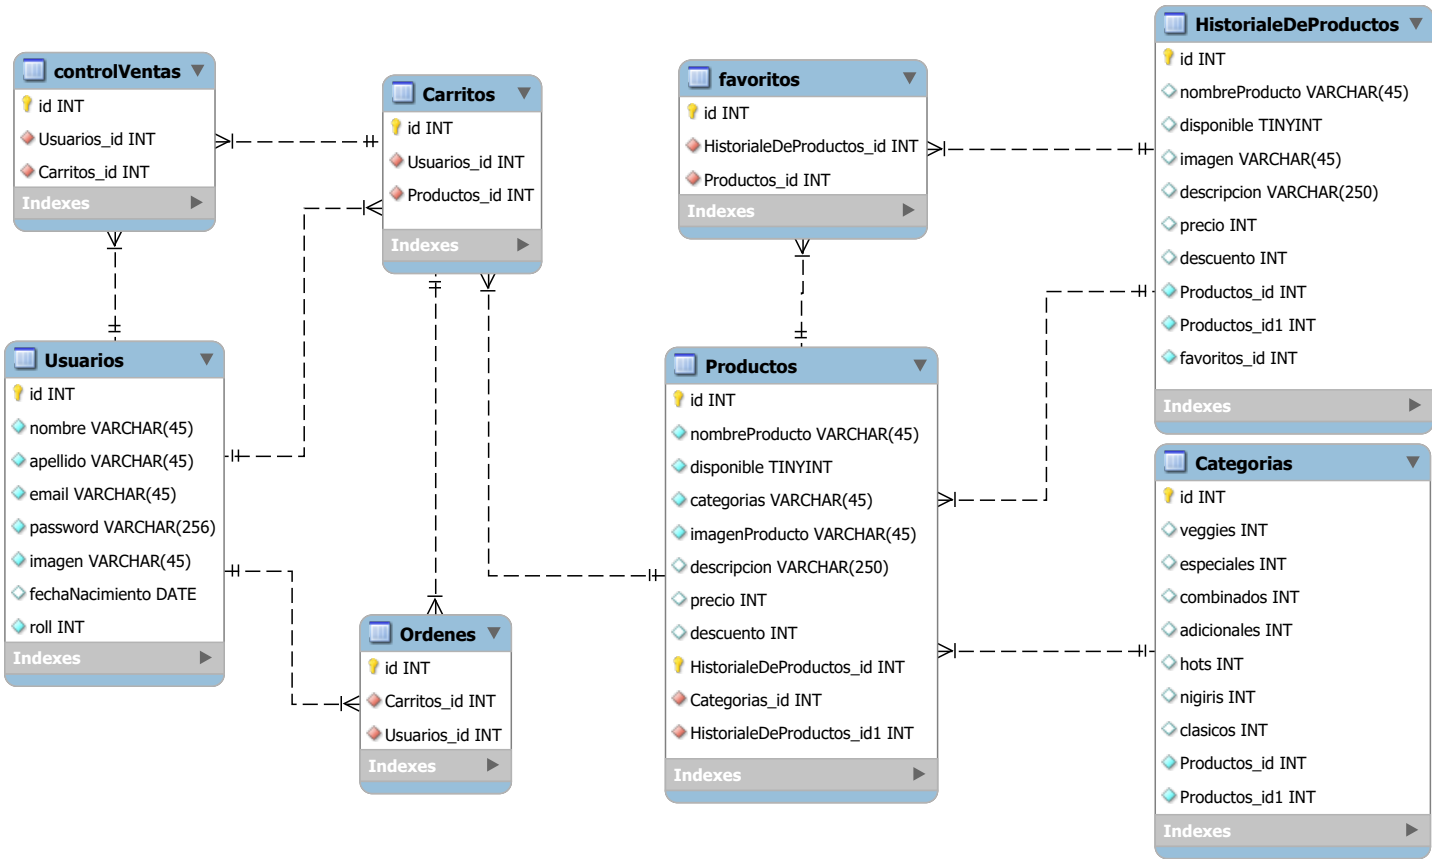 controlVentas
id INT
Usuarios_id INT
Carritos_id INT
Indexes
Carritos
id INT
Usuarios_id INT
Productos_id INT
Indexes
favoritos
id INT
HistorialeDeProductos_id INT
Productos_id INT
Indexes
HistorialeDeProductos
id INT
nombreProducto VARCHAR(45)
disponible TINYINT
imagen VARCHAR(45)
descripcion VARCHAR(250)
precio INT
descuento INT
Productos_id INT
Productos_id1 INT
favoritos_id INT
Indexes
Usuarios
id INT
nombre VARCHAR(45)
apellido VARCHAR(45)
email VARCHAR(45)
password VARCHAR(256)
imagen VARCHAR(45)
fechaNacimiento DATE
roll INT
Indexes
Ordenes
id INT
Carritos_id INT
Usuarios_id INT
Indexes
Productos
id INT
nombreProducto VARCHAR(45)
disponible TINYINT
categorias VARCHAR(45)
imagenProducto VARCHAR(45)
descripcion VARCHAR(250)
precio INT
descuento INT
HistorialeDeProductos_id INT
Categorias_id INT
HistorialeDeProductos_id1 INT
Indexes
Categorias
id INT
veggies INT
especiales INT
combinados INT
adicionales INT
hots INT
nigiris INT
clasicos INT
Productos_id INT
Productos_id1 INT
Indexes